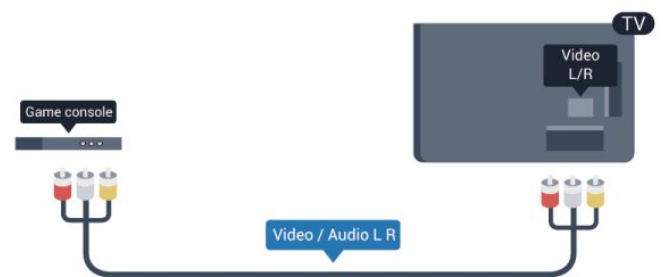 TV
Video
L/R
Game console
Video / Audio L R